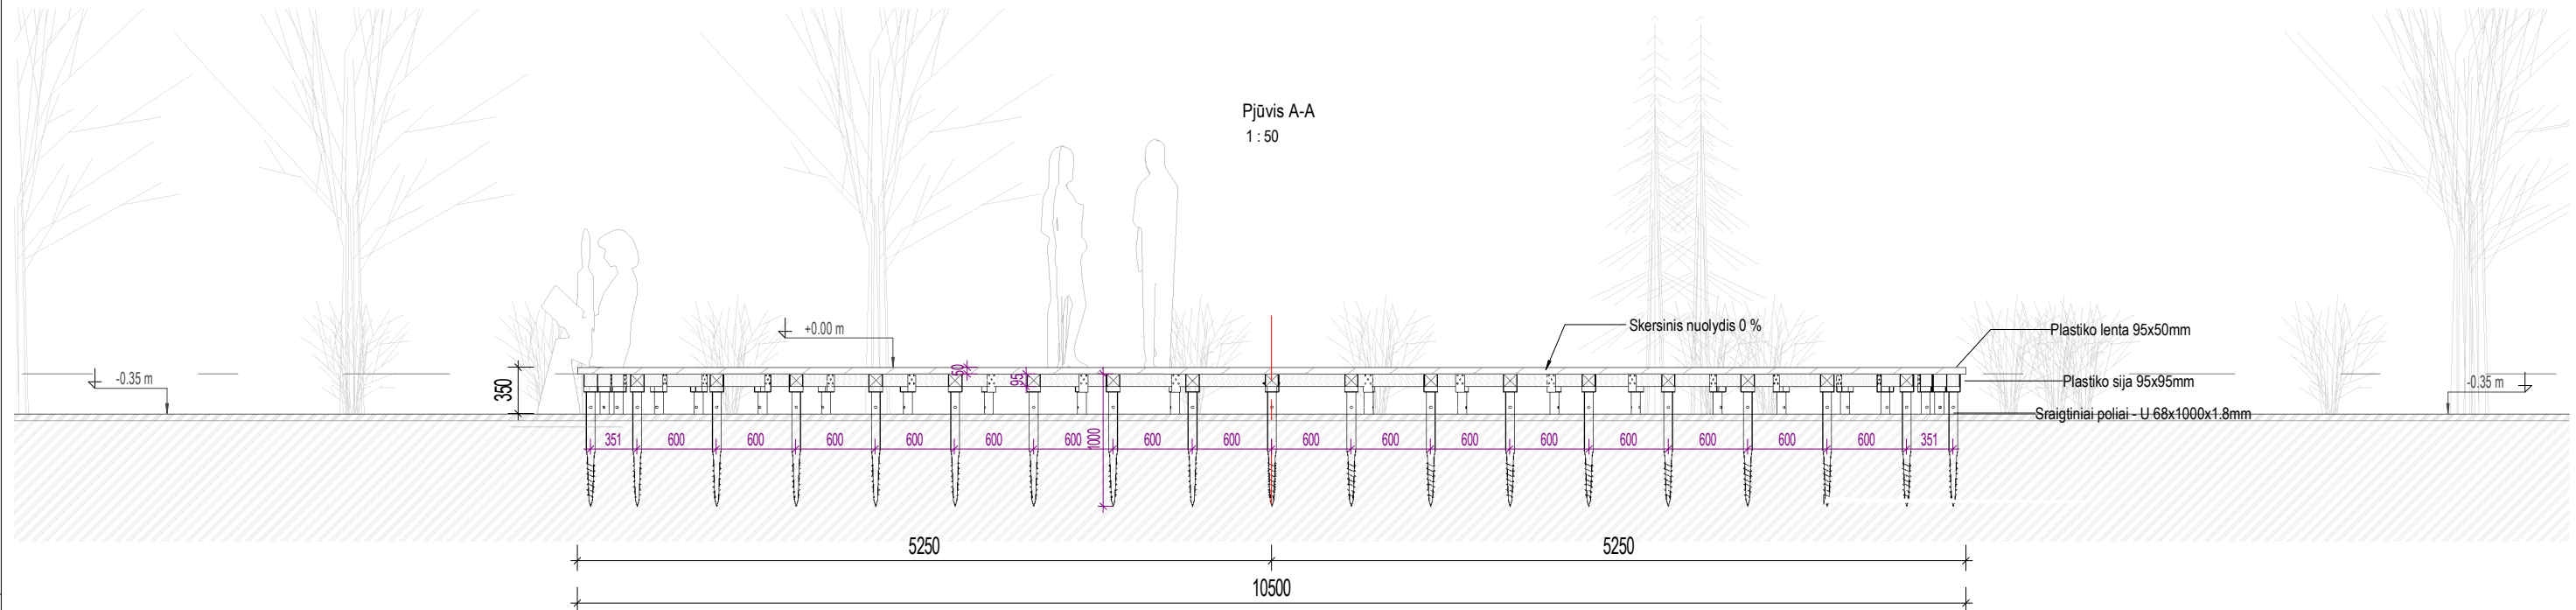 Pjūvis A-A
1 : 50
+0.00 m
Skersinis nuolydis 0 %
Plastiko lenta 95x50mm
-0.35 m
350
50
95
Plastiko sija 95x95mm
-0.35 m
Sraigtiniai poliai - U 68x1000x1.8mm
351 600 600 600 600 600 600 1000 600 600 600 600 600 600 600 600 600 600 351
5250 5250
10500